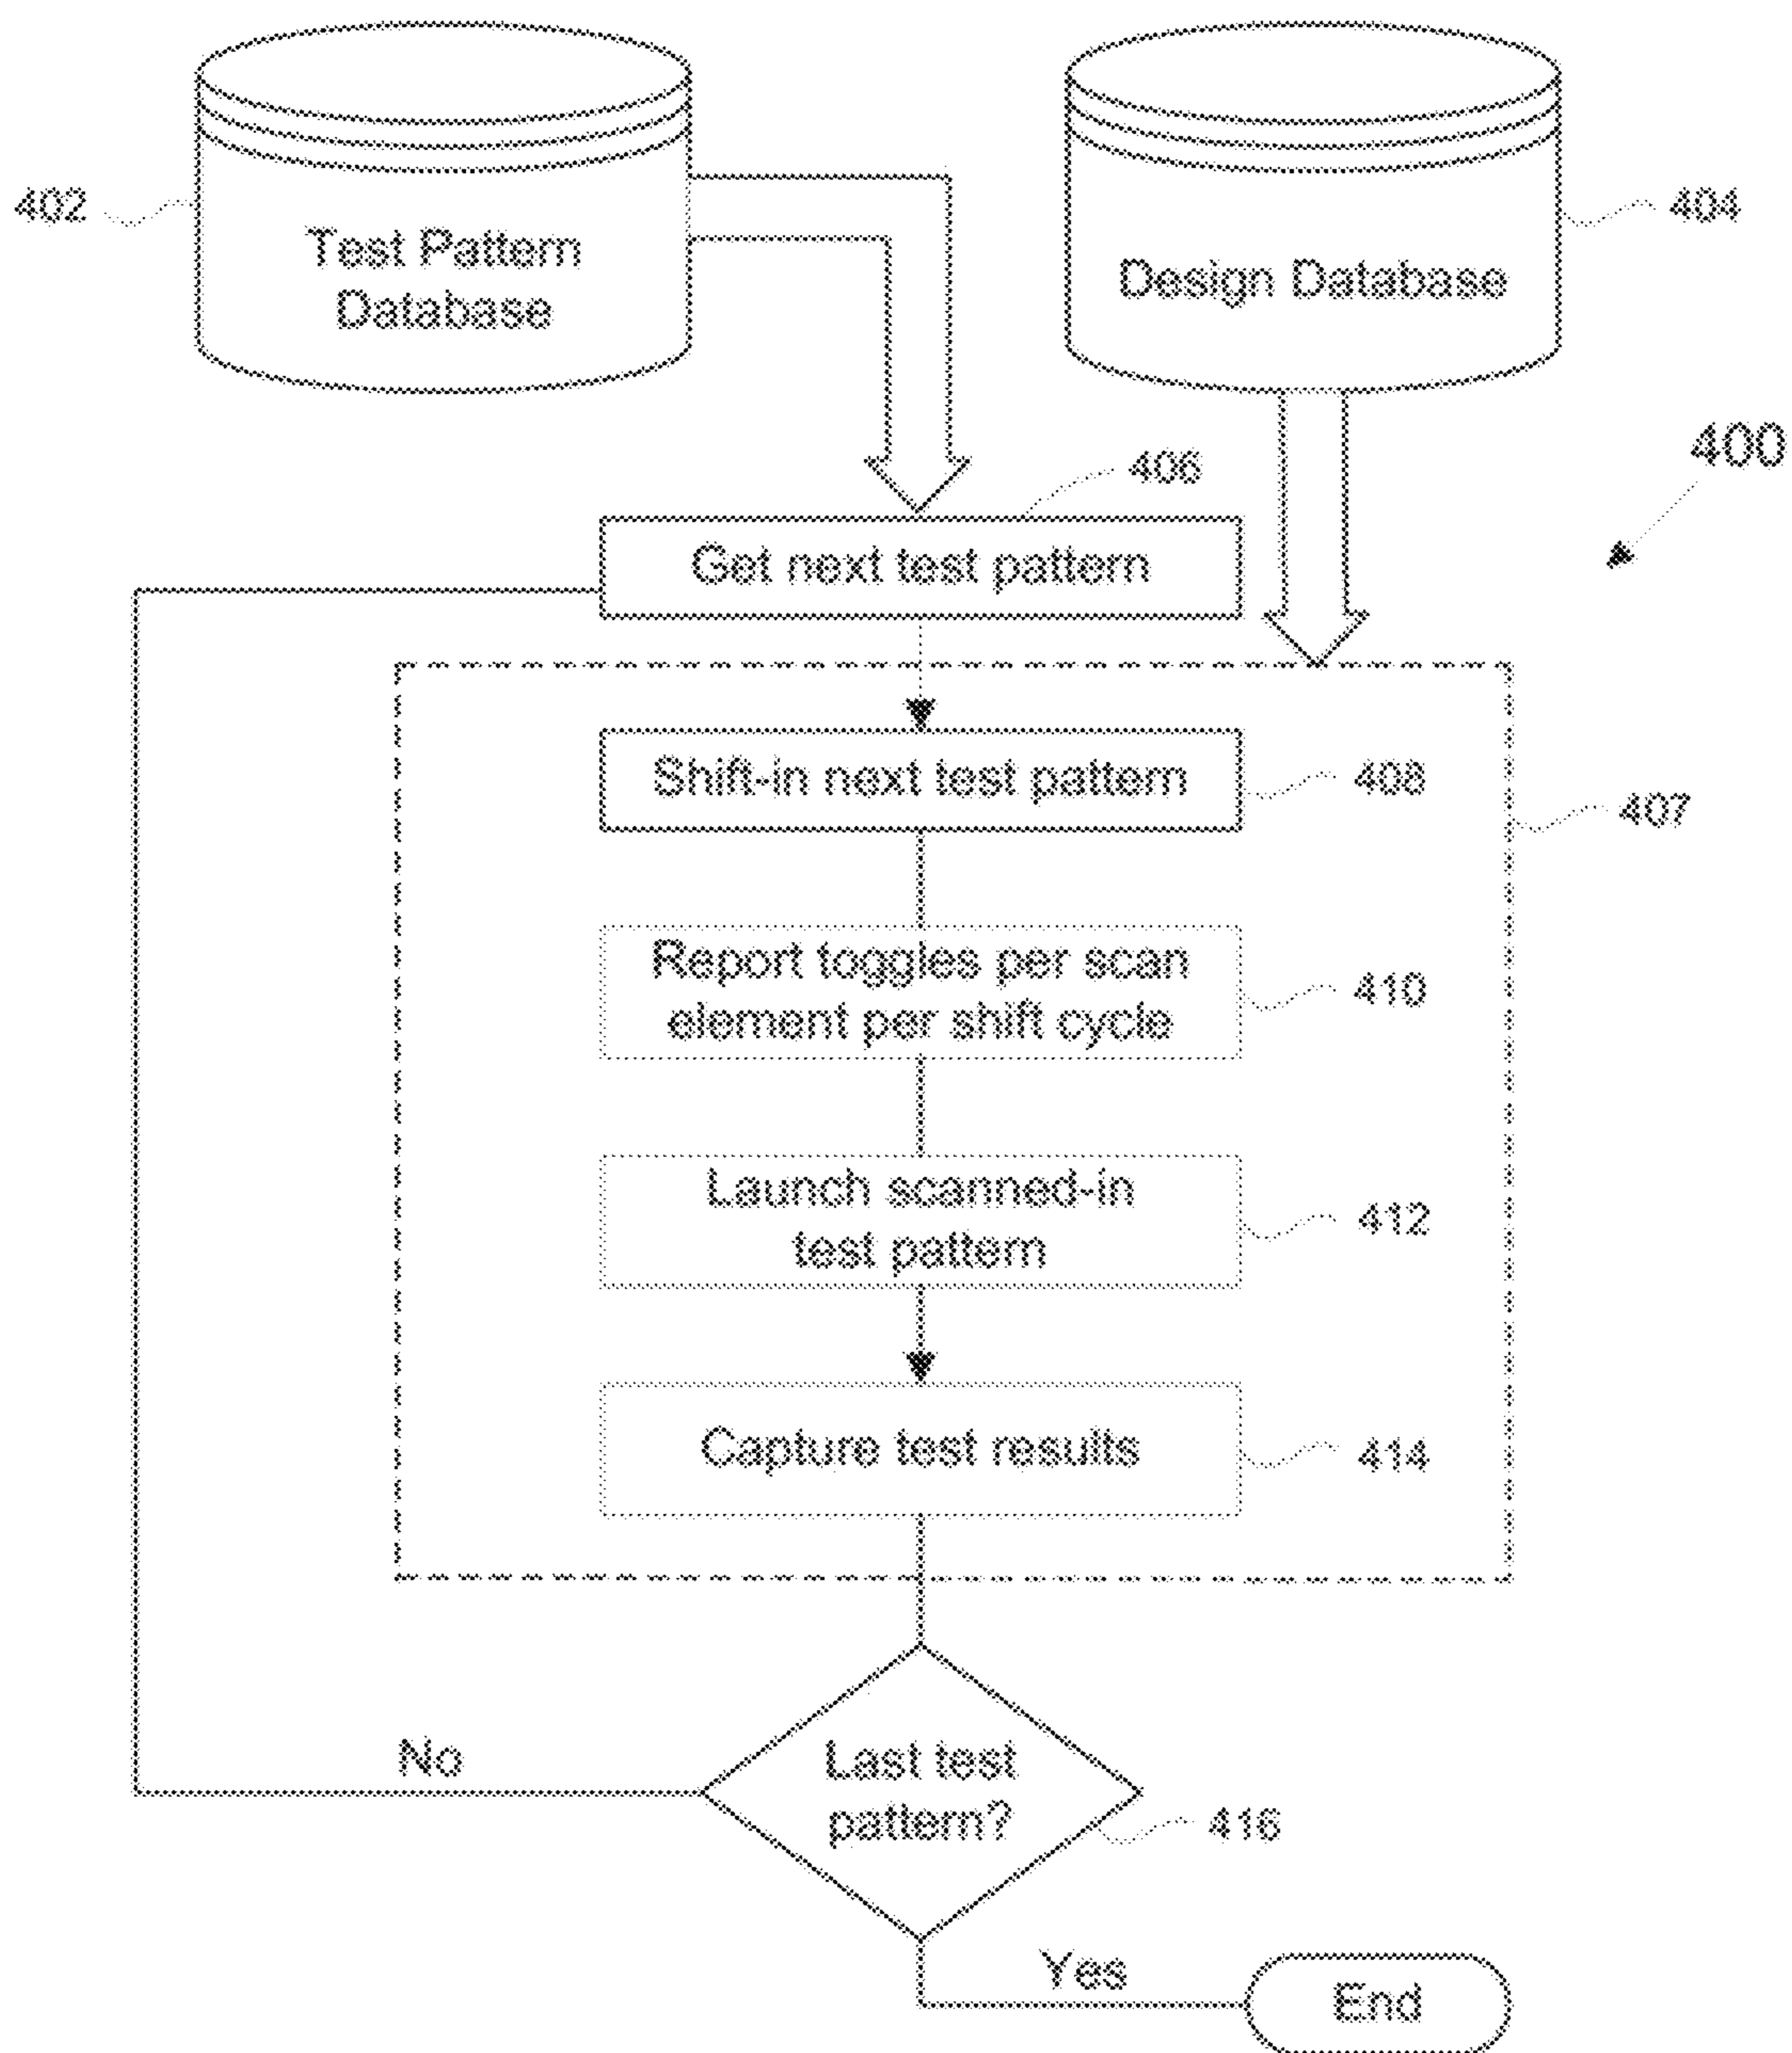 402
Test Pattern
Database
Design Database
404
400
406
Get next test pattern
Shift-in next test pattern
408
407
Report toggles per scan
element per shift cycle
410
Launch scanned-in
test pattern
412
Capture test results
414
No
Last test
pattern?
416
Yes
End